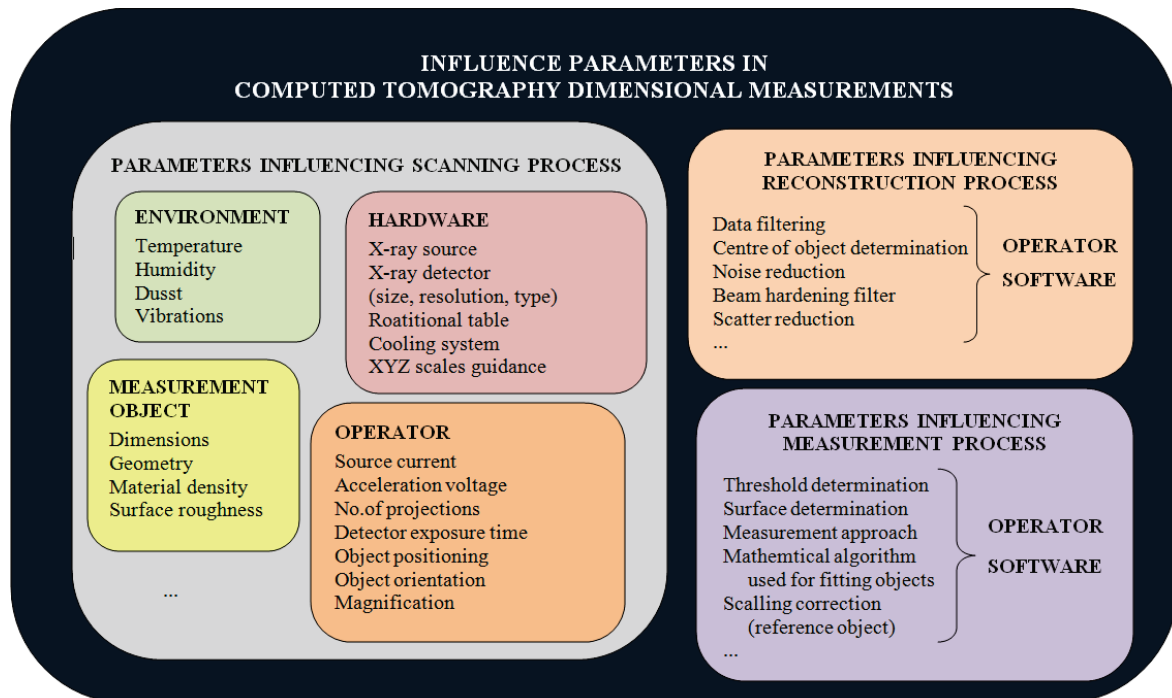 INFLUENCE PARAMETERS IN
COMPUTED TOMOGRAPHY DIMENSIONAL MEASUREMENTS
PARAMETERS INFLUENCING SCANNING PROCESS
ENVIRONMENT
Temperature
Humidity
Dusst
Vibrations
HARDWARE
X-ray source
X-ray detector
(size, resolution, type)
Roatitional table
Cooling system
XYZ scales guidance
MEASUREMENT
OBJECT
Dimensions
Geometry
Material density
Surface roughness
...
OPERATOR
Source current
Acceleration voltage
No.of projections
Detector exposure time
Object positioning
Object orientation
Magnification
PARAMETERS INFLUENCING
RECONSTRUCTION PROCESS
Data filtering
Centre of object determination
Noise reduction
Beam hardening filter
Scatter reduction
...
OPERATOR
SOFTWARE
PARAMETERS INFLUENCING
MEASUREMENT PROCESS
Threshold determination
Surface determination
Measurement approach
Mathemtical algorithm
used for fitting objects
Scalling correction
(reference object)
...
OPERATOR
SOFTWARE